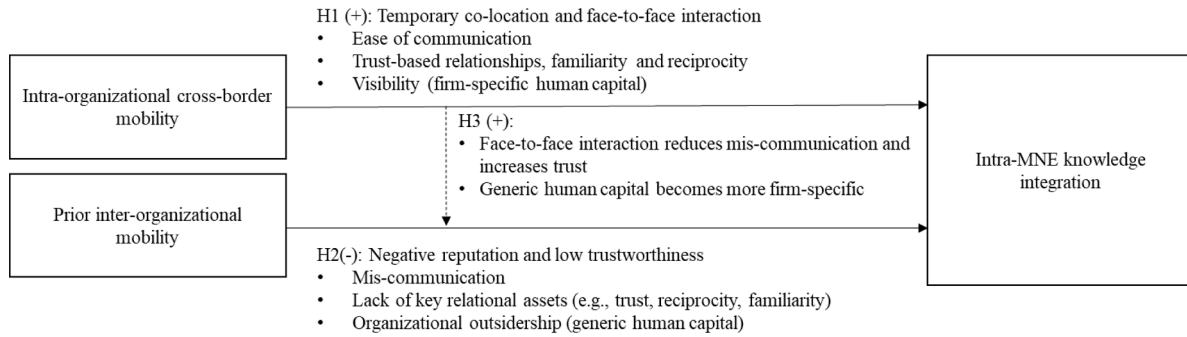 H1 (+): Temporary co-location and face-to-face interaction
• Ease of communication
• Trust-based relationships, familiarity and reciprocity
• Visibility (firm-specific human capital)
Intra-organizational cross-border
mobility
H3 (+):
• Face-to-face interaction reduces mis-communication and
increases trust
• Generic human capital becomes more firm-specific
Intra-MNE knowledge
integration
Prior inter-organizational
mobility
H2(-): Negative reputation and low trustworthiness
• Mis-communication
• Lack of key relational assets (e.g., trust, reciprocity, familiarity)
• Organizational outsidership (generic human capital)